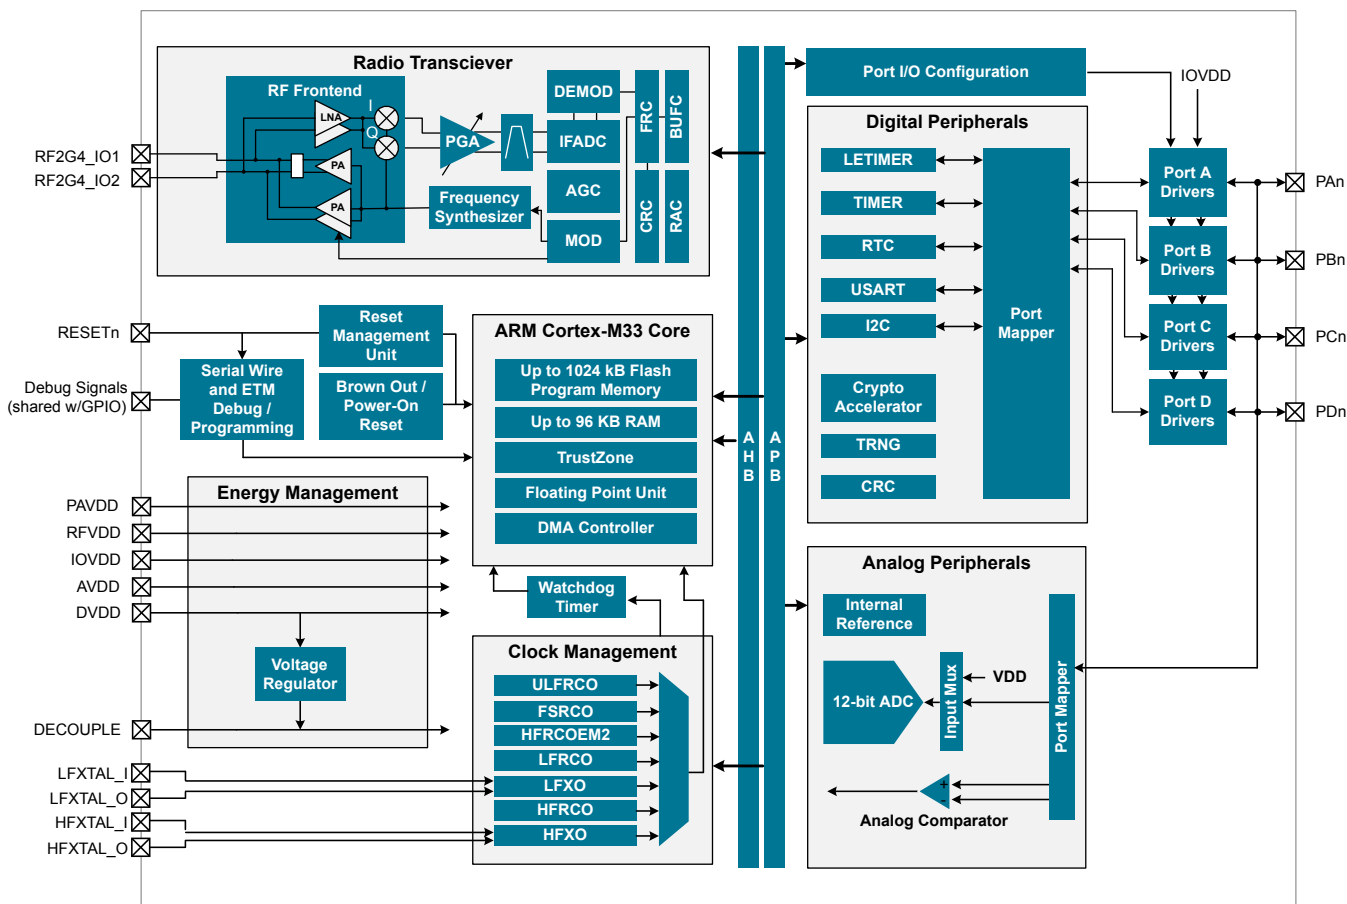 Radio Transciever
RF Frontend
LNA
I
Q
PA
PA
PGA
DEMOD
IFADC
AGC
MOD
Frequency
Synthesizer
FRC
BUFC
CRC
RAC
RF2G4_IO1
RF2G4_IO2
RESETn
Debug Signals
(shared w/GPIO)
Reset
Management
Unit
Serial Wire
and ETM
Debug /
Programming
Brown Out /
Power-On
Reset
ARM Cortex-M33 Core
Up to 1024 kB Flash
Program Memory
Up to 96 KB RAM
TrustZone
Floating Point Unit
DMA Controller
Energy Management
PAVDD
RFVDD
IOVDD
AVDD
DVDD
Voltage
Regulator
DECOUPLE
Watchdog
Timer
Clock Management
ULFRCO
FSRCO
HFRCOEM2
LFRCO
LFXO
HFRCO
HFXO
LFXTAL_I
LFXTAL_O
HFXTAL_I
HFXTAL_O
AHB
APB
Port I/O Configuration
IOVDD
Digital Peripherals
LETIMER
TIMER
RTC
USART
I2C
Port
Mapper
Crypto
Accelerator
TRNG
CRC
Port A
Drivers
Port B
Drivers
Port C
Drivers
Port D
Drivers
PAn
PBn
PCn
PDn
Analog Peripherals
Internal
Reference
12-bit ADC
Input Mux
VDD
Port Mapper
+
-
Analog Comparator